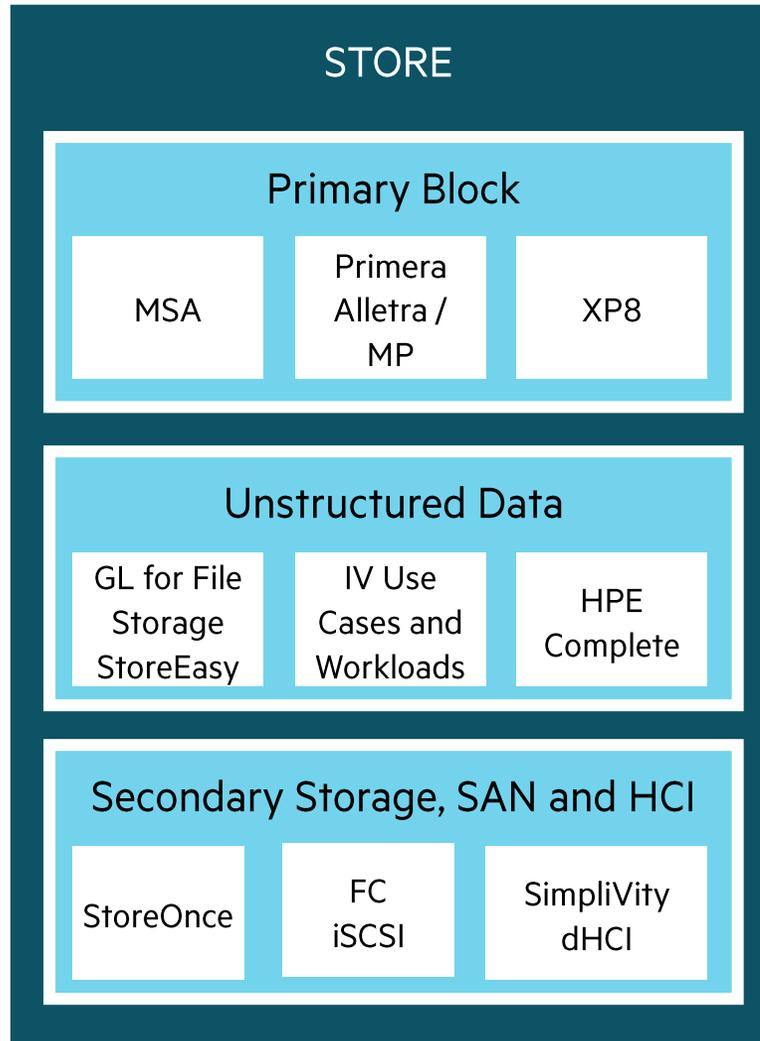 STORE
Primary Block
MSA
Primera
Alletra /
MP
XP8
Unstructured Data
GL for File
Storage
StoreEasy
IV Use
Cases and
Workloads
HPE
Complete
Secondary Storage, SAN and HCI
StoreOnce
FC
iSCSI
SimpliVity
dHCI